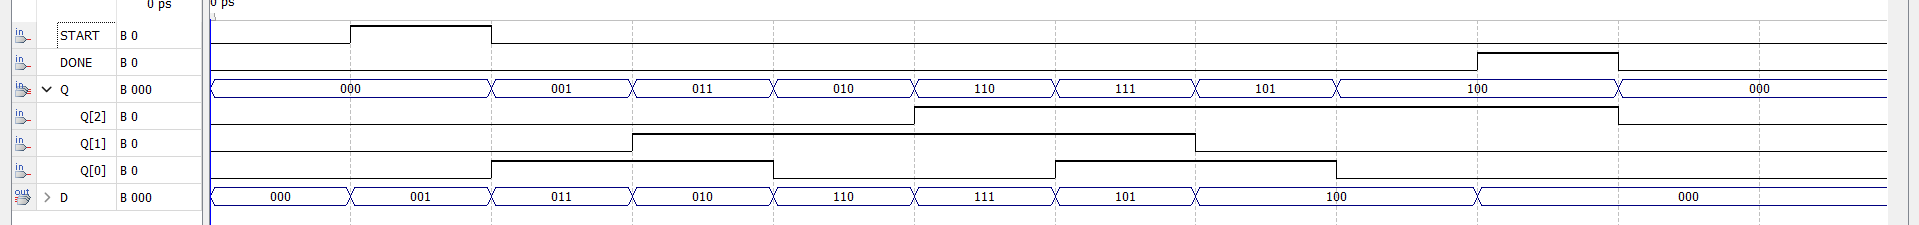 0 ps
0 ps
in START B 0
in DONE B 0
in Q B 000 000 001 011 010 110 111 101 100 000
in Q[2] B 0
in Q[1] B 0
in Q[0] B 0
out D B 000 000 001 011 010 110 111 101 100 000